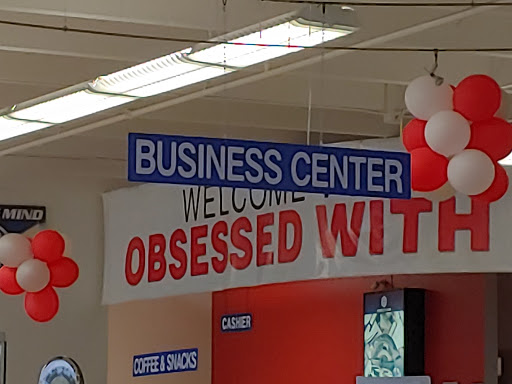 BUSINESS CENTER
WELCOME
OBSESSED WITH
MIND
CASHIER
COFFEE & SNACKS